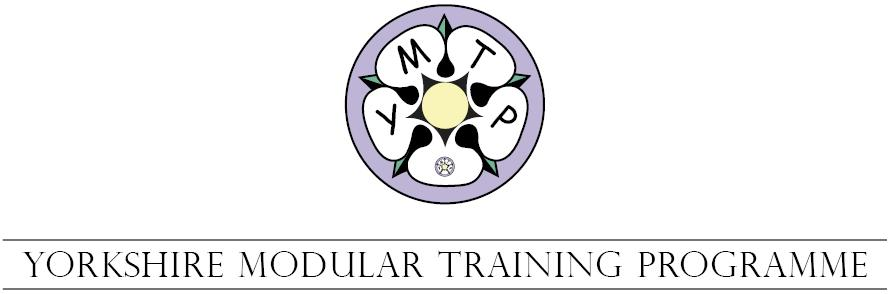 Y M T P
YORKSHIRE MODULAR TRAINING PROGRAMME